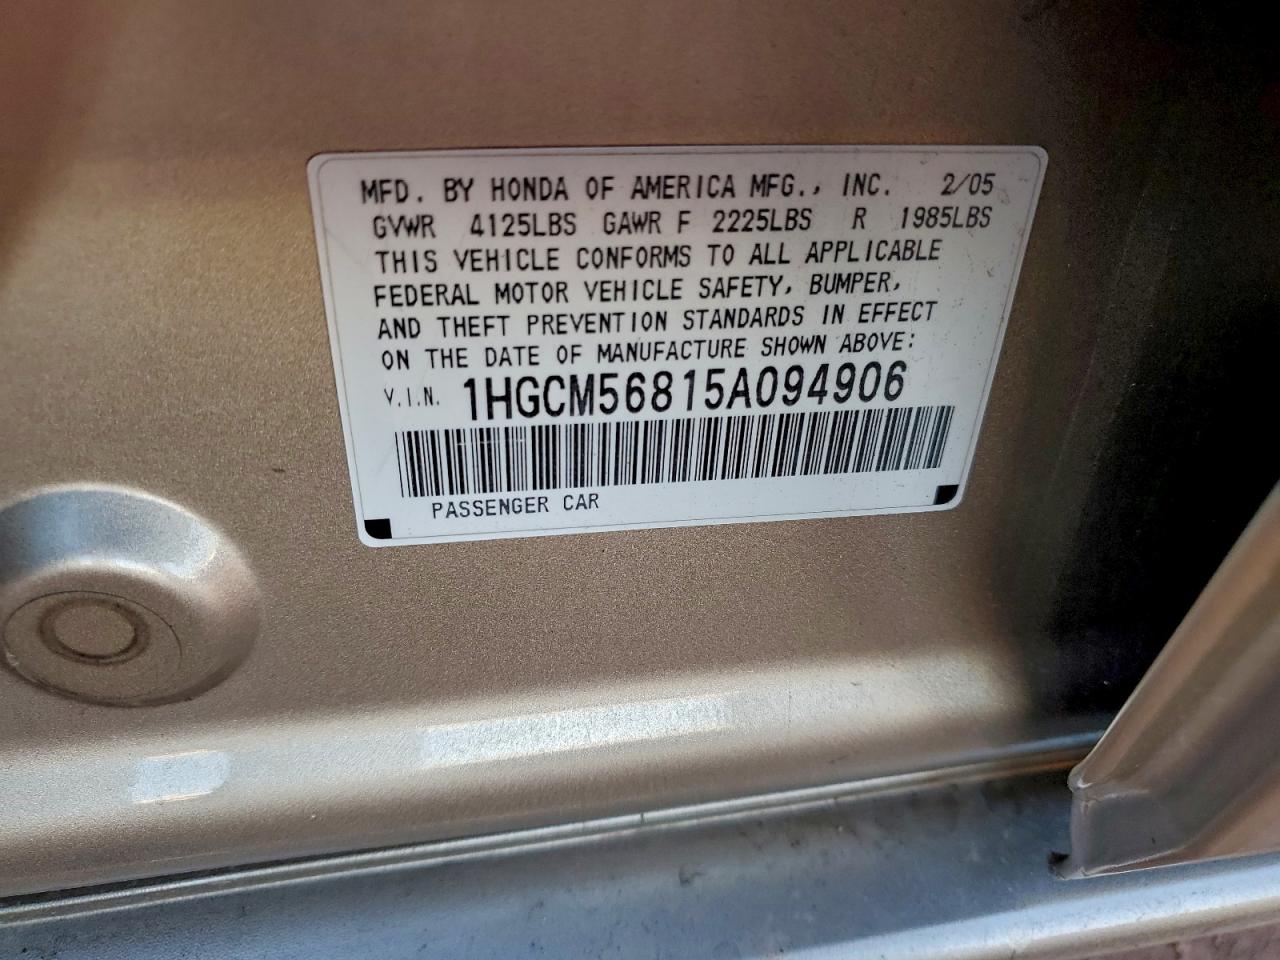 MFD. BY HONDA OF AMERICA MFG., INC. 2/05
GVWR 4125LBS GAWR F 2225LBS R 1985LBS
THIS VEHICLE CONFORMS TO ALL APPLICABLE
FEDERAL MOTOR VEHICLE SAFETY, BUMPER,
AND THEFT PREVENTION STANDARDS IN EFFECT
ON THE DATE OF MANUFACTURE SHOWN ABOVE:
V.I.N. 1HGCM56815A094906
PASSENGER CAR